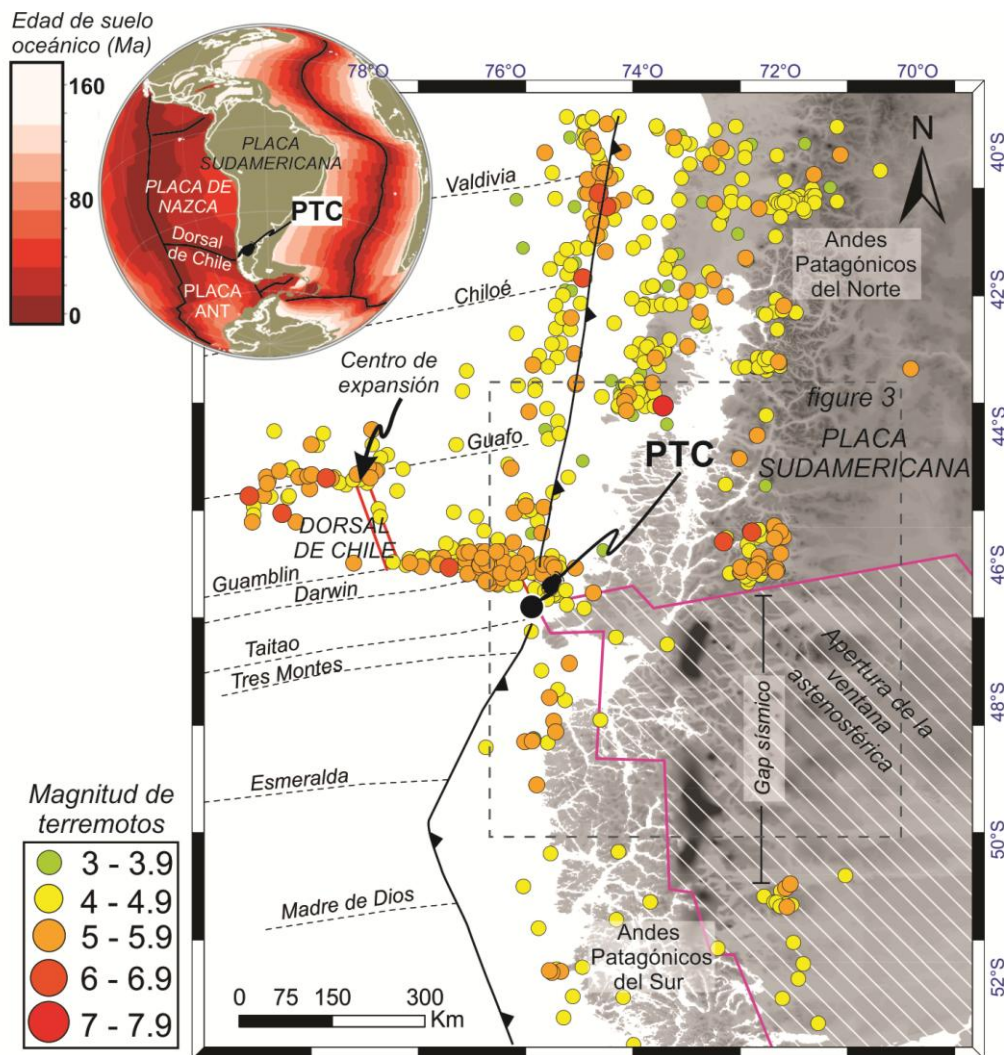 Edad de suelo
oceánico (Ma)
160
80
0
PLACA
SUDAMERICANA
PLACA DE
NAZCA
PTC
Dorsal
de Chile
PLACA
ANT
78°O
76°O
74°O
72°O
70°O
N
40°S
42°S
44°S
46°S
48°S
50°S
52°S
Valdivia
Chiloé
Andes
Patagónicos
del Norte
Centro de
expansión
Guafo
figure 3
PLACA
SUDAMERICANA
PTC
DORSAL
DE CHILE
Guamblin
Darwin
Taitao
Tres Montes
Esmeralda
Madre de Dios
Gap sísmico
Apertura de la
ventana
astenosférica
Andes
Patagónicos
del Sur
Magnitud de
terremotos
3 - 3.9
4 - 4.9
5 - 5.9
6 - 6.9
7 - 7.9
0 75 150 300
Km